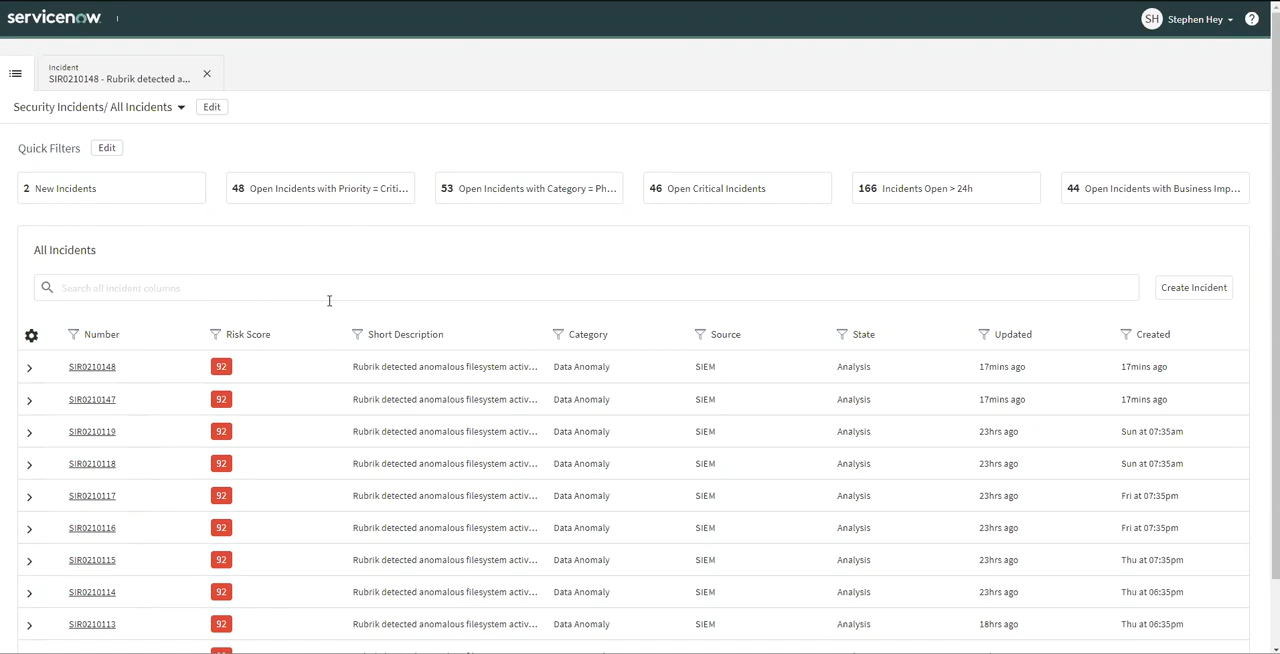 servicenow
SH Stephen Hey ?
Incident
SIR0210148 - Rubrik detected a...
Security Incidents/ All Incidents Edit
Quick Filters Edit
2 New Incidents 48 Open Incidents with Priority = Criti... 53 Open Incidents with Category = Ph... 46 Open Critical Incidents 166 Incidents Open > 24h 44 Open Incidents with Business Imp...
All Incidents
Search all incident columns Create Incident
Number Risk Score Short Description Category Source State Updated Created
SIR0210148 92 Rubrik detected anomalous filesystem activ... Data Anomaly SIEM Analysis 17mins ago 17mins ago
SIR0210147 92 Rubrik detected anomalous filesystem activ... Data Anomaly SIEM Analysis 17mins ago 17mins ago
SIR0210119 92 Rubrik detected anomalous filesystem activ... Data Anomaly SIEM Analysis 23hrs ago Sun at 07:35am
SIR0210118 92 Rubrik detected anomalous filesystem activ... Data Anomaly SIEM Analysis 23hrs ago Sun at 07:35am
SIR0210117 92 Rubrik detected anomalous filesystem activ... Data Anomaly SIEM Analysis 23hrs ago Fri at 07:35pm
SIR0210116 92 Rubrik detected anomalous filesystem activ... Data Anomaly SIEM Analysis 23hrs ago Fri at 07:35pm
SIR0210115 92 Rubrik detected anomalous filesystem activ... Data Anomaly SIEM Analysis 23hrs ago Thu at 07:35pm
SIR0210114 92 Rubrik detected anomalous filesystem activ... Data Anomaly SIEM Analysis 23hrs ago Thu at 06:35pm
SIR0210113 92 Rubrik detected anomalous filesystem activ... Data Anomaly SIEM Analysis 18hrs ago Thu at 06:35pm